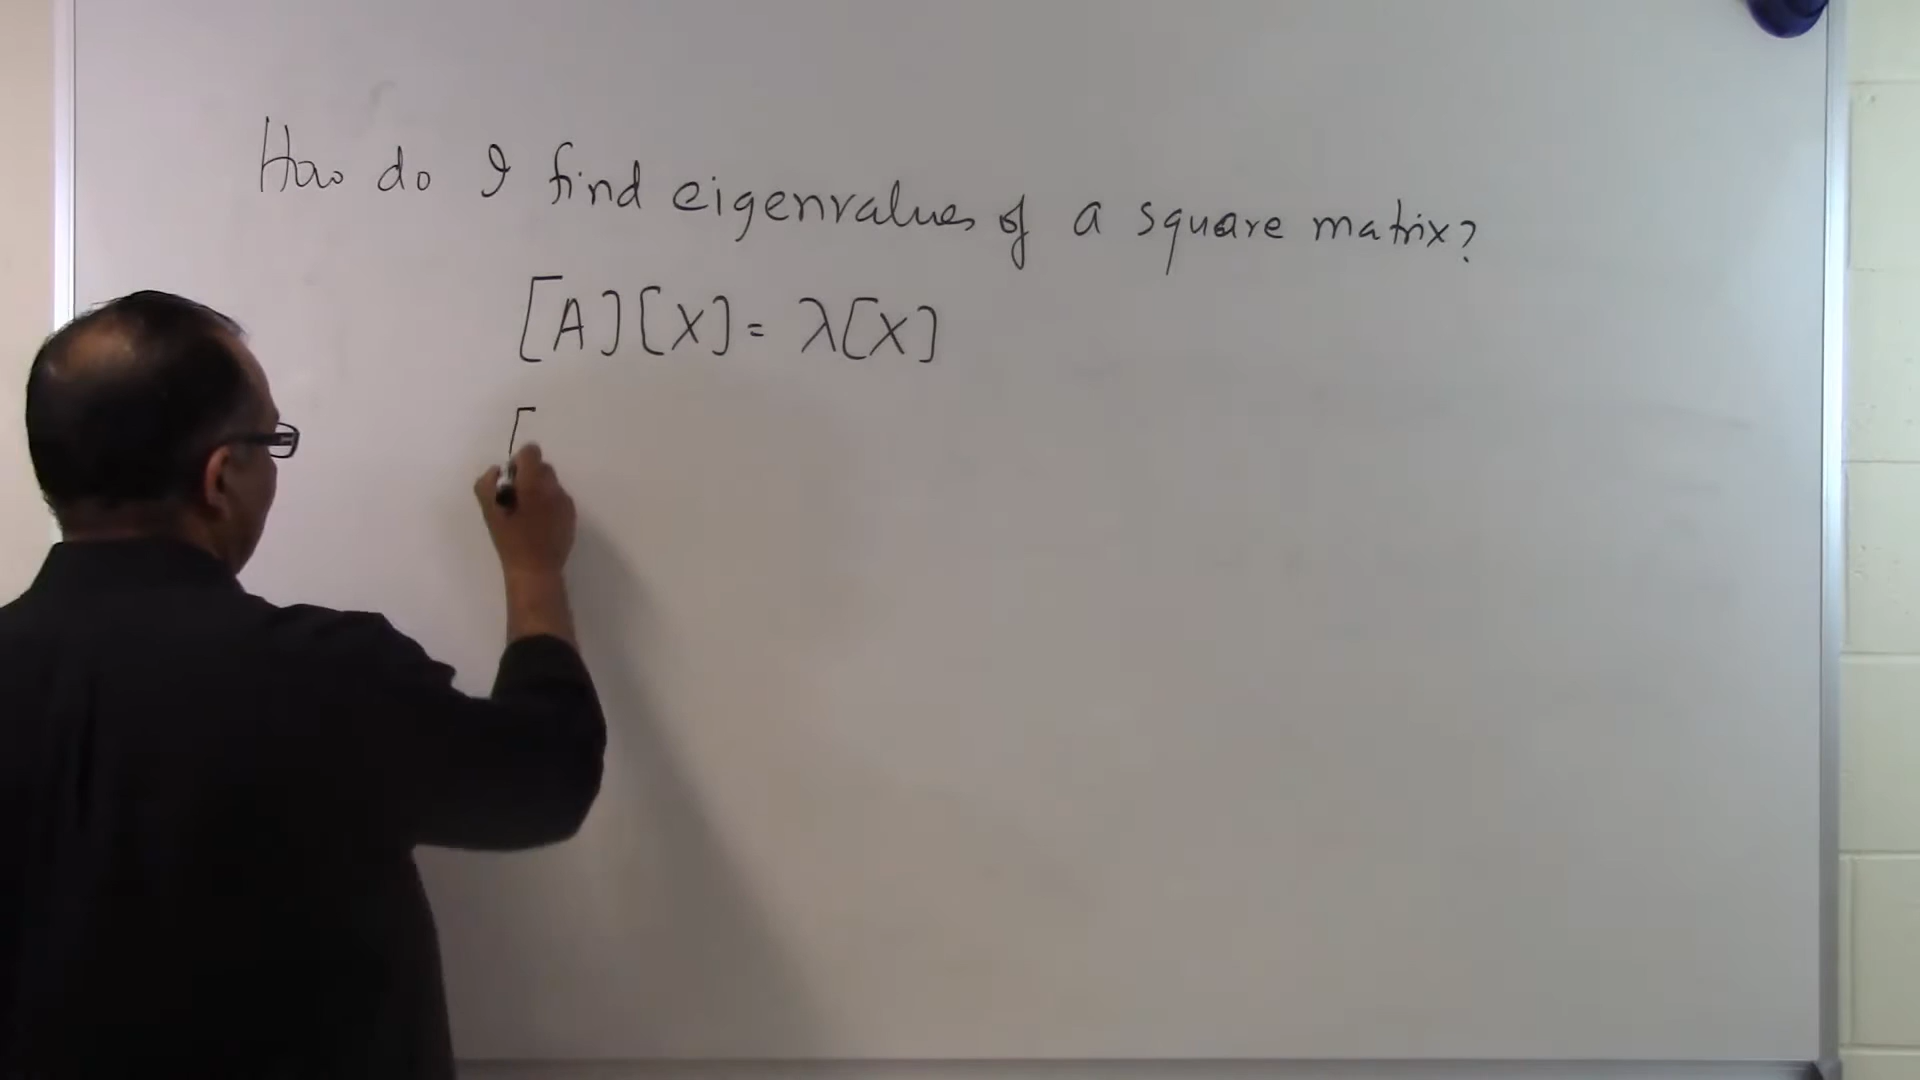 How do I find eigenvalues of a square matrix?
[A][X] = λ[X]
[